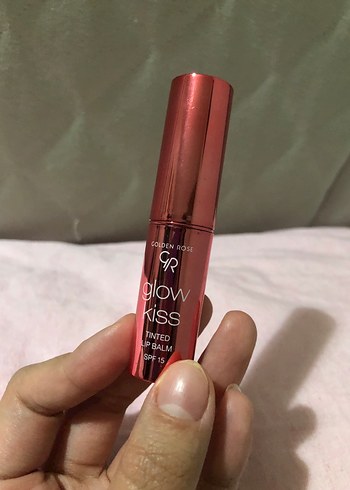 GOLDEN ROSE
GR
glow
kiss
TINTED
LIP BALM
SPF 15